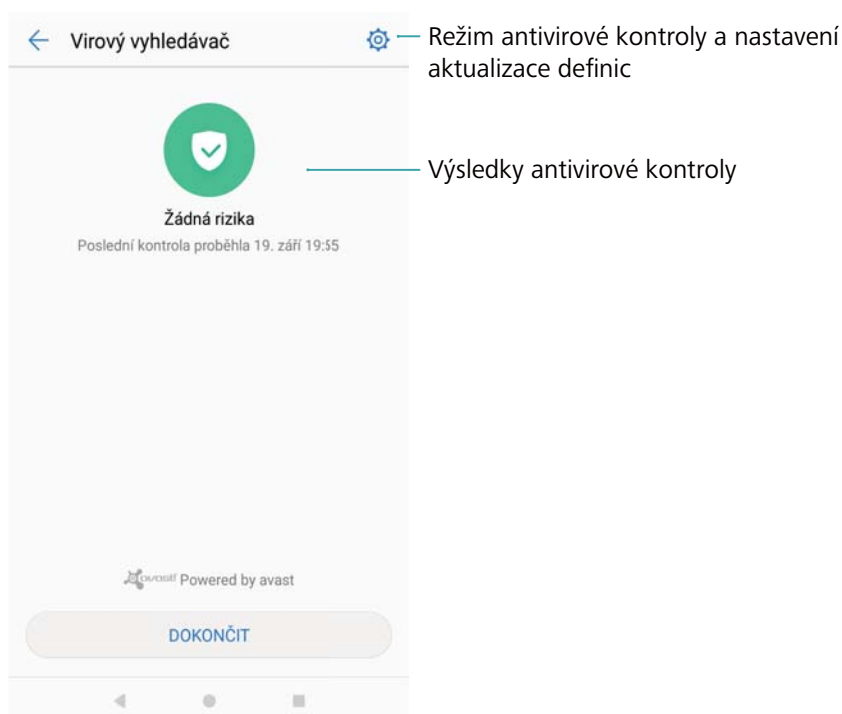 Virový vyhledávač
Režim antivirové kontroly a nastavení
aktualizace definic
Výsledky antivirové kontroly
Žádná rizika
Poslední kontrola proběhla 19. září 19:55
avast! Powered by avast
DOKONČIT